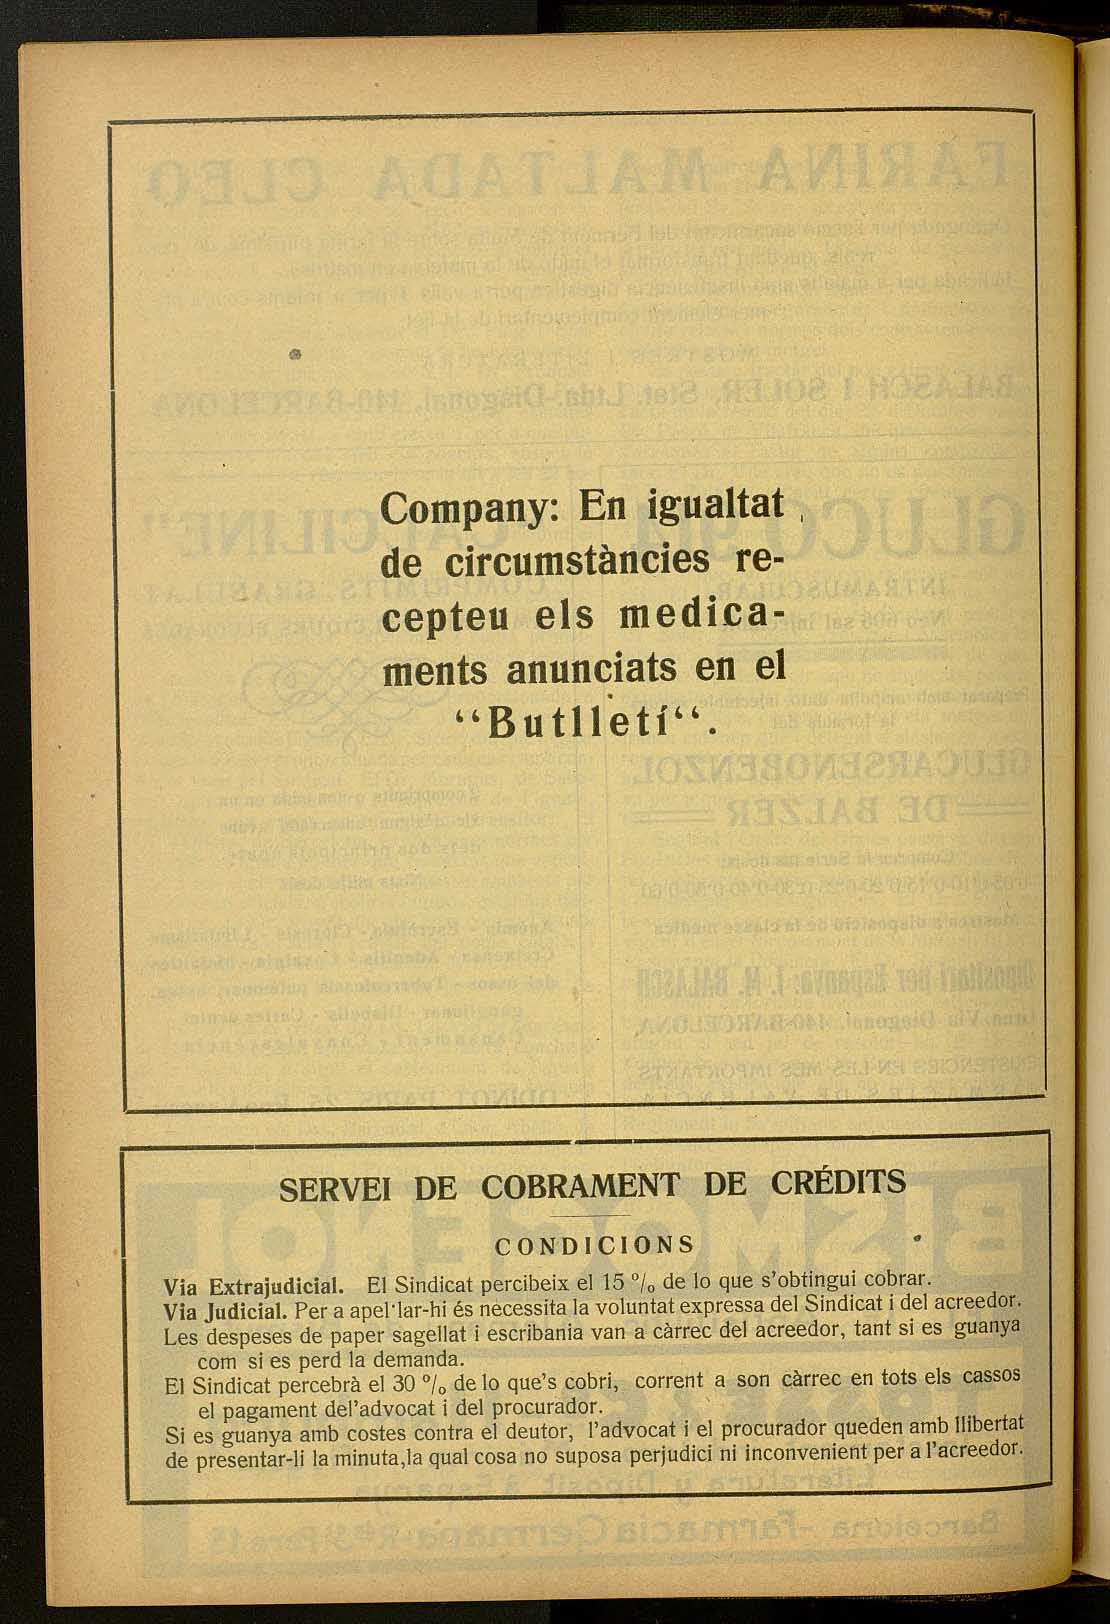 Company: En igualtat
de circumstàncies re-
cepteu els medica-
ments anunciats en el
“Butlletí“.
SERVEI DE COBRAMENT DE CRÉDITS
CONDICIONS
Via Extrajudicial. El Sindicat percibeix el 15 % de lo que s'obtingui cobrar.
Via Judicial. Per a apel·lar-hi és necessita la voluntat expressa del Sindicat i del acreedor.
Les despeses de paper sagellat i escribania van a càrrec del acreedor, tant si es guanya
com si es perd la demanda.
El Sindicat percebrà el 30 % de lo que's cobri, corrent a son càrrec en tots els cassos
el pagament del'advocat i del procurador.
Si es guanya amb costes contra el deutor, l'advocat i el procurador queden amb llibertat
de presentar-li la minuta,la qual cosa no suposa perjudici ni inconvenient per a l'acreedor.